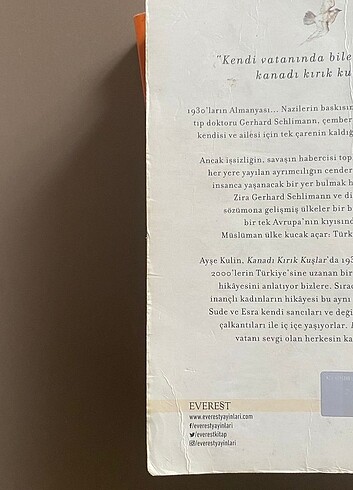 "Kendi vatanında bile
kanadı kırık ku
1930'ların Almanyası... Nazilerin baskısın
tıp doktoru Gerhard Sehlimann, çember
kendisi ve ailesi için tek çarenin kaldığ
Ancak işsizliğin, savaşın habercisi top
her yere yayılan ayrımcılığın cender
insanca yaşanacak bir yer bulmak h
Zira Gerhard Sehlimann ve di
sözümona gelişmiş ülkeler bir b
bir tek Avrupa'nın kıyısınd
Müslüman ülke kucak açar: Türk
Ayşe Kulin, Kanadı Kırık Kuşlar'da 193
2000'lerin Türkiye'sine uzanan bir
hikâyesini anlatıyor bizlere. Sırad
inançlı kadınların hikâyesi bu aynı
Sude ve Esra kendi sancıları ve deği
çalkantıları ile iç içe yaşıyorlar.
vatanı sevgi olan herkesin ka
EVEREST
www.everestyayinlari.com
f/everestyayinlari
/everestkitap
/everestyayinlari